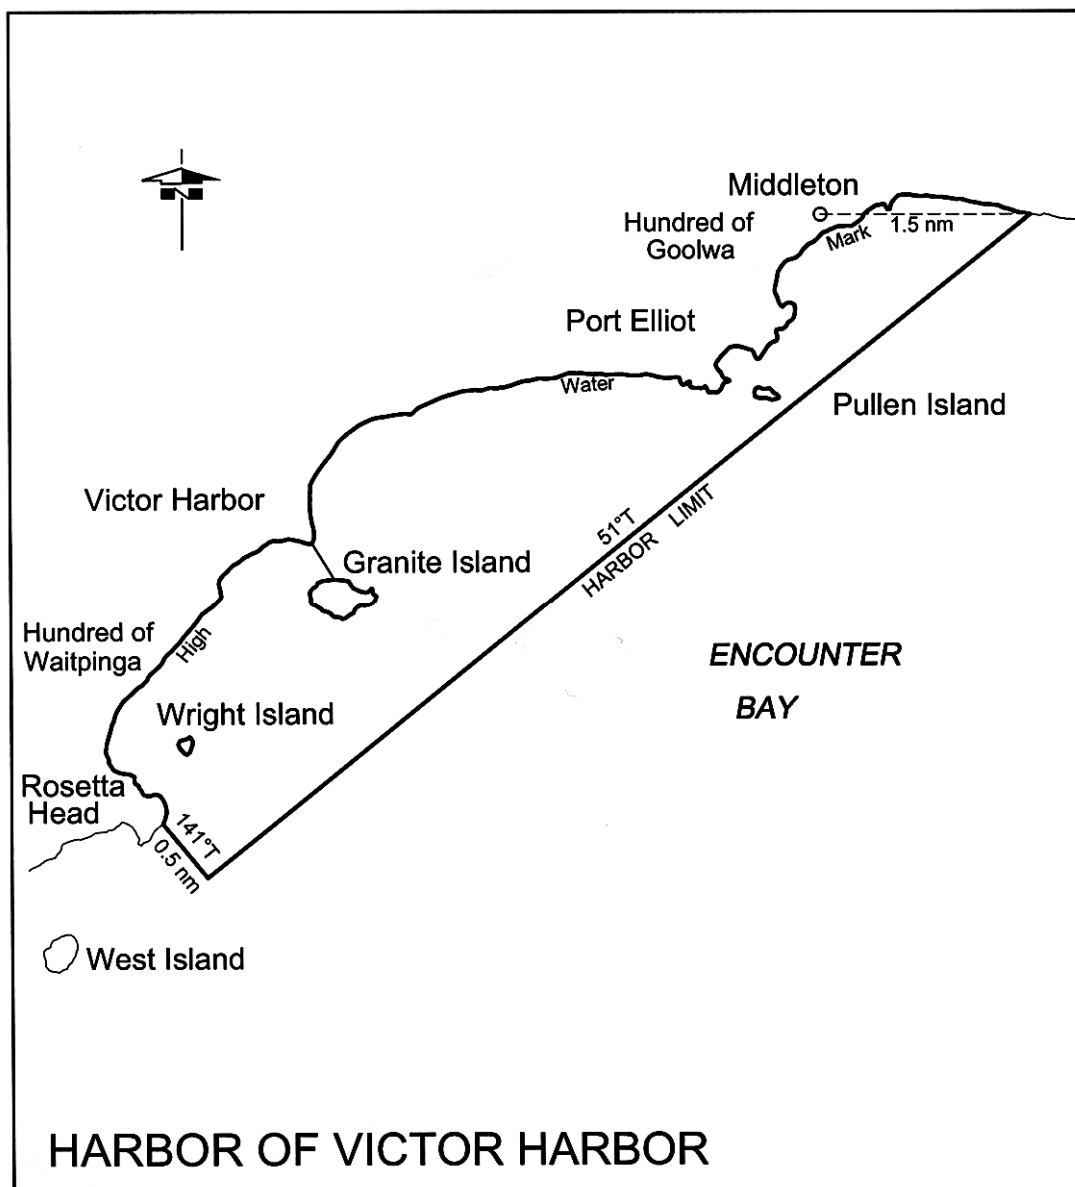 N
Middleton
Hundred of
Goolwa
Mark
1.5 nm
Port Elliot
Water
Pullen Island
Victor Harbor
51°T
HARBOR LIMIT
Granite Island
Hundred of
Waitpinga
High
ENCOUNTER
BAY
Wright Island
Rosetta
Head
141°T
0.5 nm
West Island
HARBOR OF VICTOR HARBOR